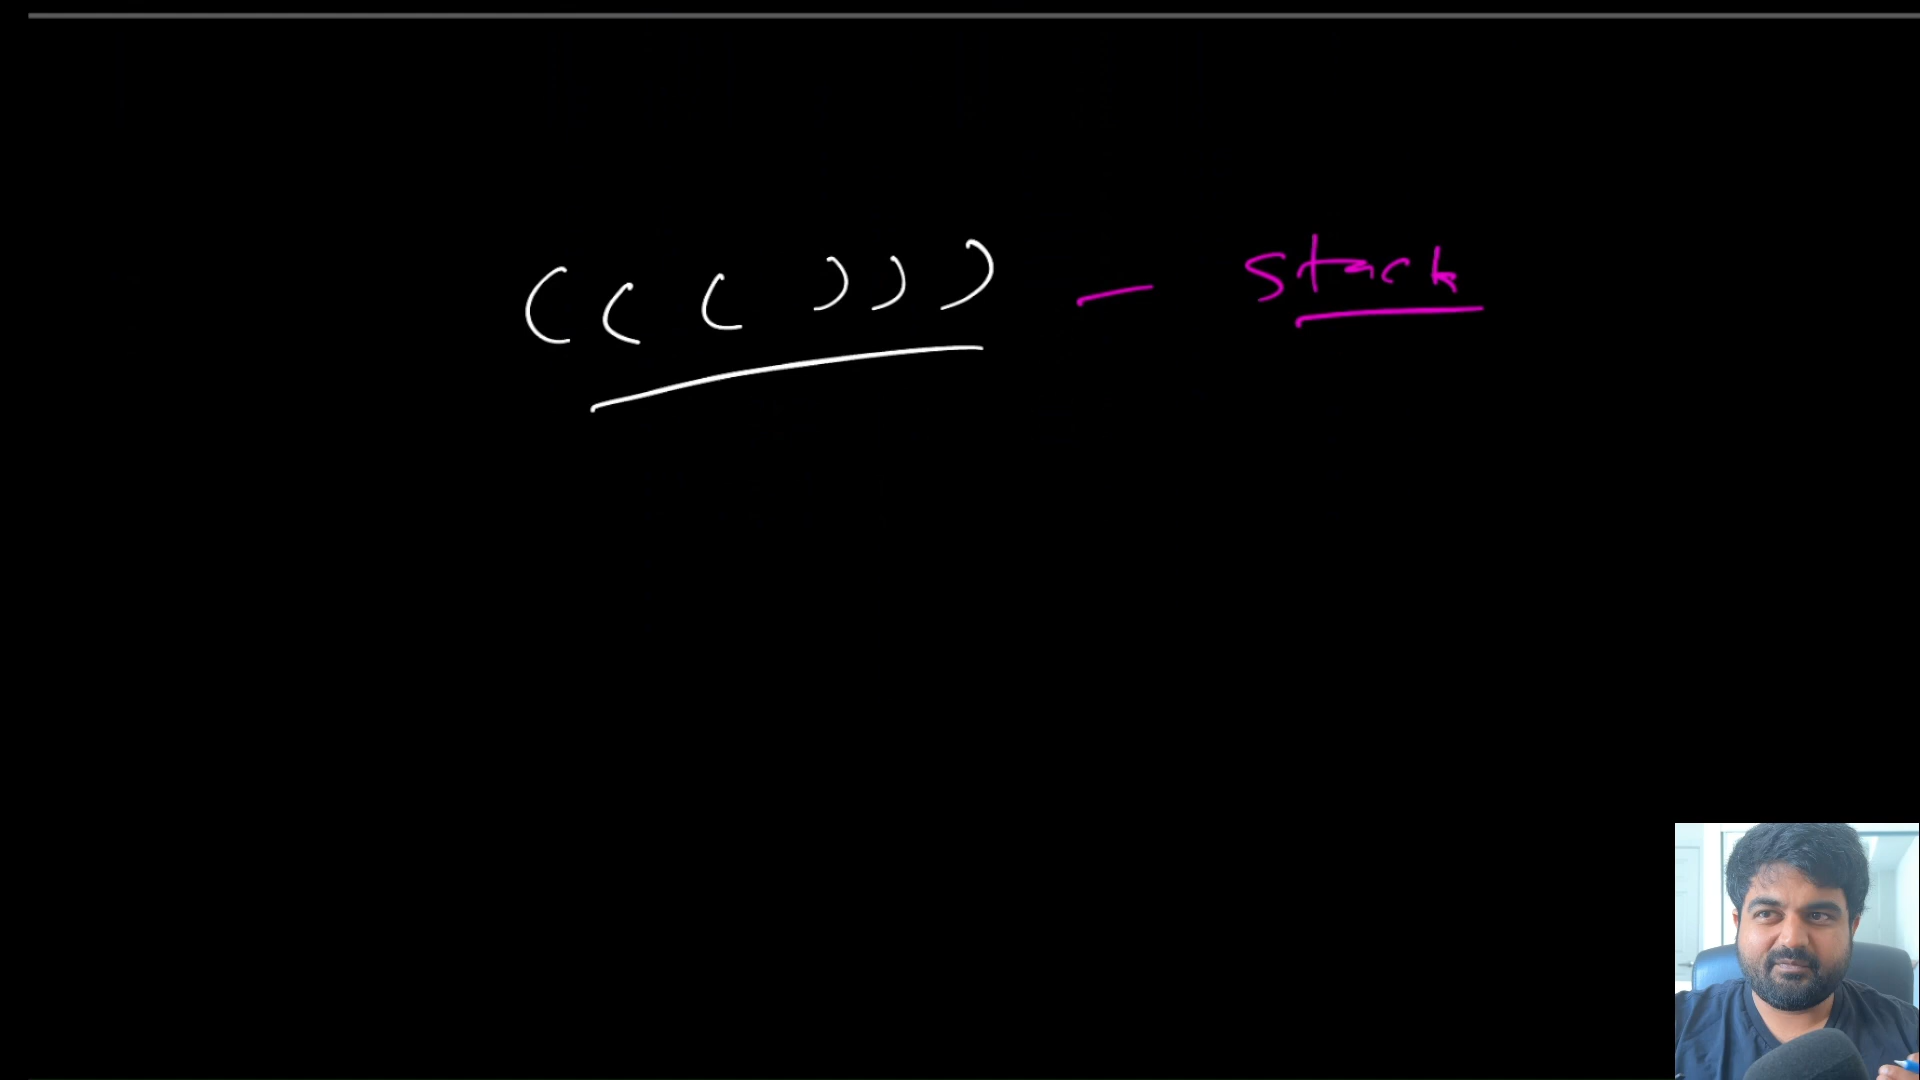 ((( ))) — stack